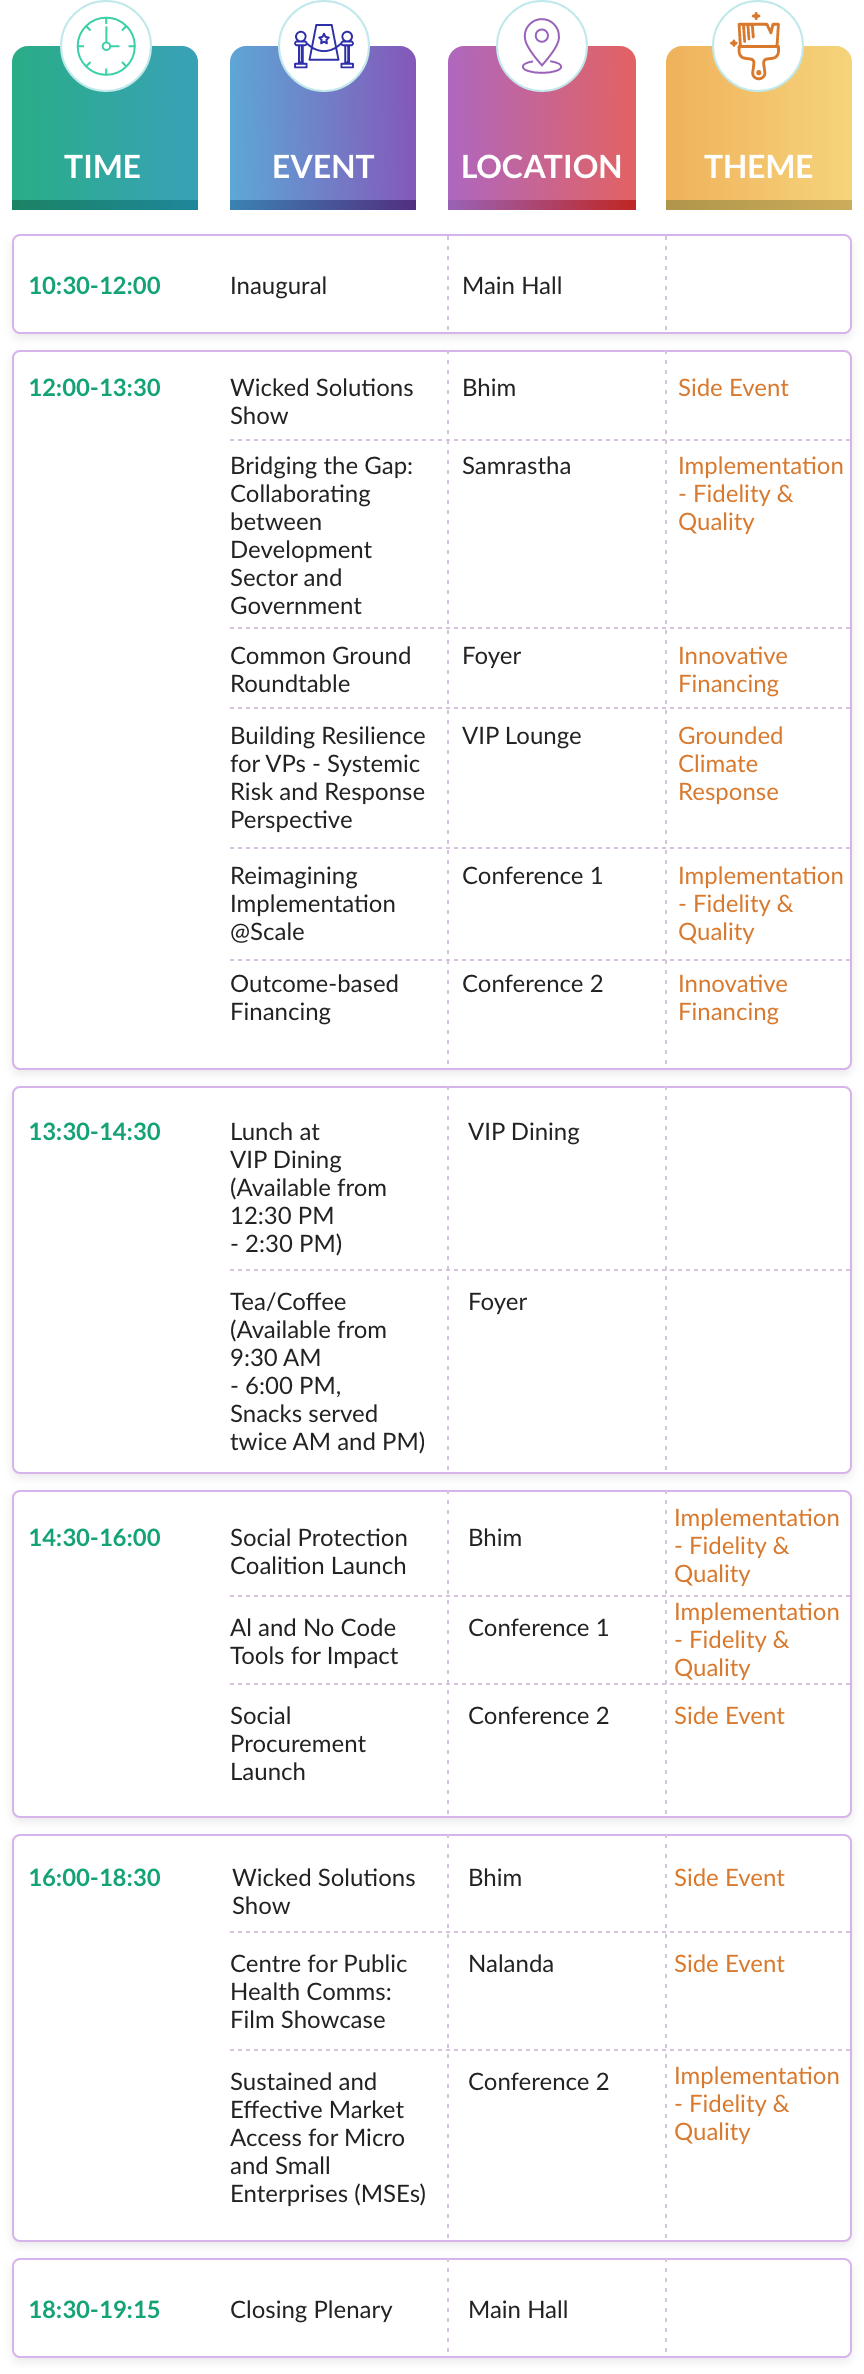 TIME
EVENT
LOCATION
THEME
10:30-12:00
Inaugural
Main Hall
12:00-13:30
Wicked Solutions
Show
Bhim
Side Event
Bridging the Gap:
Collaborating
between
Development
Sector and
Government
Samrastha
Implementation
- Fidelity &
Quality
Common Ground
Roundtable
Foyer
Innovative
Financing
Building Resilience
for VPs - Systemic
Risk and Response
Perspective
VIP Lounge
Grounded
Climate
Response
Reimagining
Implementation
@Scale
Conference 1
Implementation
- Fidelity &
Quality
Outcome-based
Financing
Conference 2
Innovative
Financing
13:30-14:30
Lunch at
VIP Dining
(Available from
12:30 PM
- 2:30 PM)
VIP Dining
Tea/Coffee
(Available from
9:30 AM
- 6:00 PM,
Snacks served
twice AM and PM)
Foyer
14:30-16:00
Social Protection
Coalition Launch
Bhim
Implementation
- Fidelity &
Quality
Al and No Code
Tools for Impact
Conference 1
Implementation
- Fidelity &
Quality
Social
Procurement
Launch
Conference 2
Side Event
16:00-18:30
Wicked Solutions
Show
Bhim
Side Event
Centre for Public
Health Comms:
Film Showcase
Nalanda
Side Event
Sustained and
Effective Market
Access for Micro
and Small
Enterprises (MSEs)
Conference 2
Implementation
- Fidelity &
Quality
18:30-19:15
Closing Plenary
Main Hall